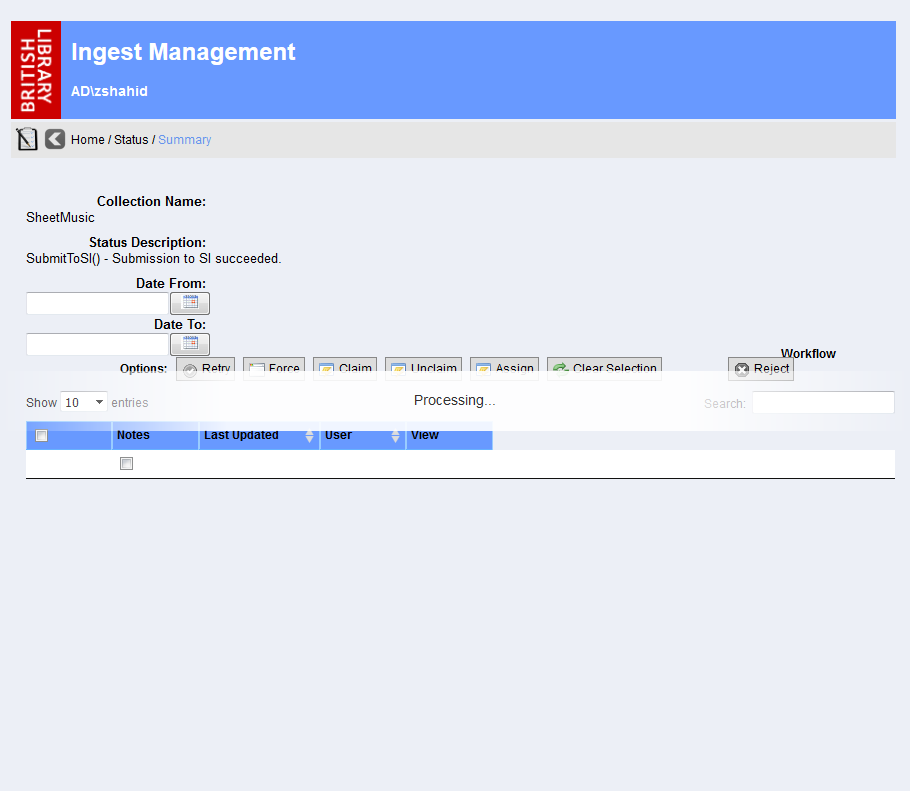 BRITISH
LIBRARY
Ingest Management
AD\zshahid
Home / Status / Summary
Collection Name:
SheetMusic
Status Description:
SubmitToSI() - Submission to SI succeeded.
Date From:
Date To:
Workflow
Options: Retry Force Claim Unclaim Assign Clear Selection Reject
Processing...
Show 10 entries Search:
Notes Last Updated User View